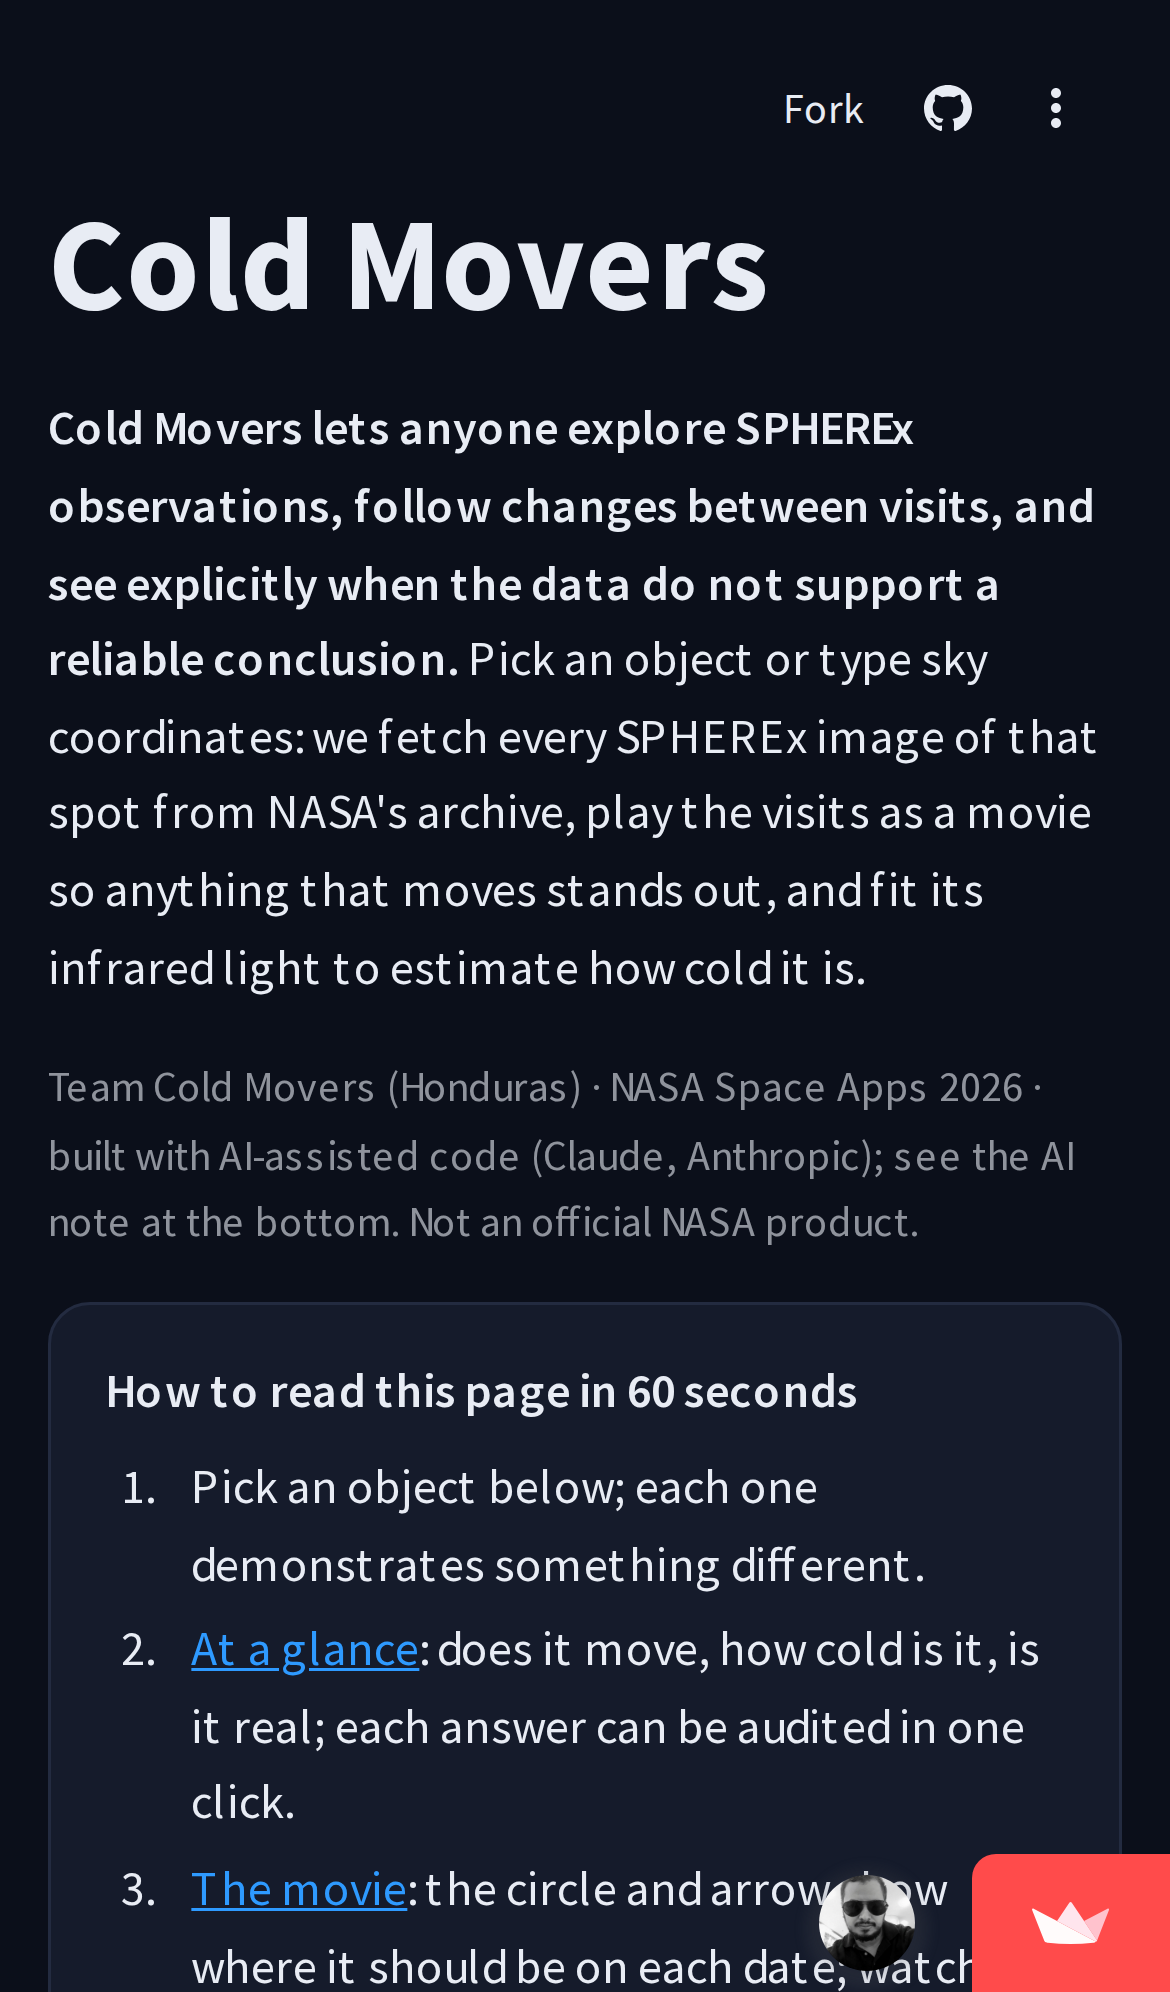 Fork
Cold Movers
Cold Movers lets anyone explore SPHEREx
observations, follow changes between visits, and
see explicitly when the data do not support a
reliable conclusion. Pick an object or type sky
coordinates: we fetch every SPHEREx image of that
spot from NASA's archive, play the visits as a movie
so anything that moves stands out, and fit its
infrared light to estimate how cold it is.
Team Cold Movers (Honduras) · NASA Space Apps 2026 ·
built with AI-assisted code (Claude, Anthropic); see the AI
note at the bottom. Not an official NASA product.
How to read this page in 60 seconds
1. Pick an object below; each one
demonstrates something different.
2. At a glance: does it move, how cold is it, is
it real; each answer can be audited in one
click.
3. The movie: the circle and arrow
where it should be on each date; watch